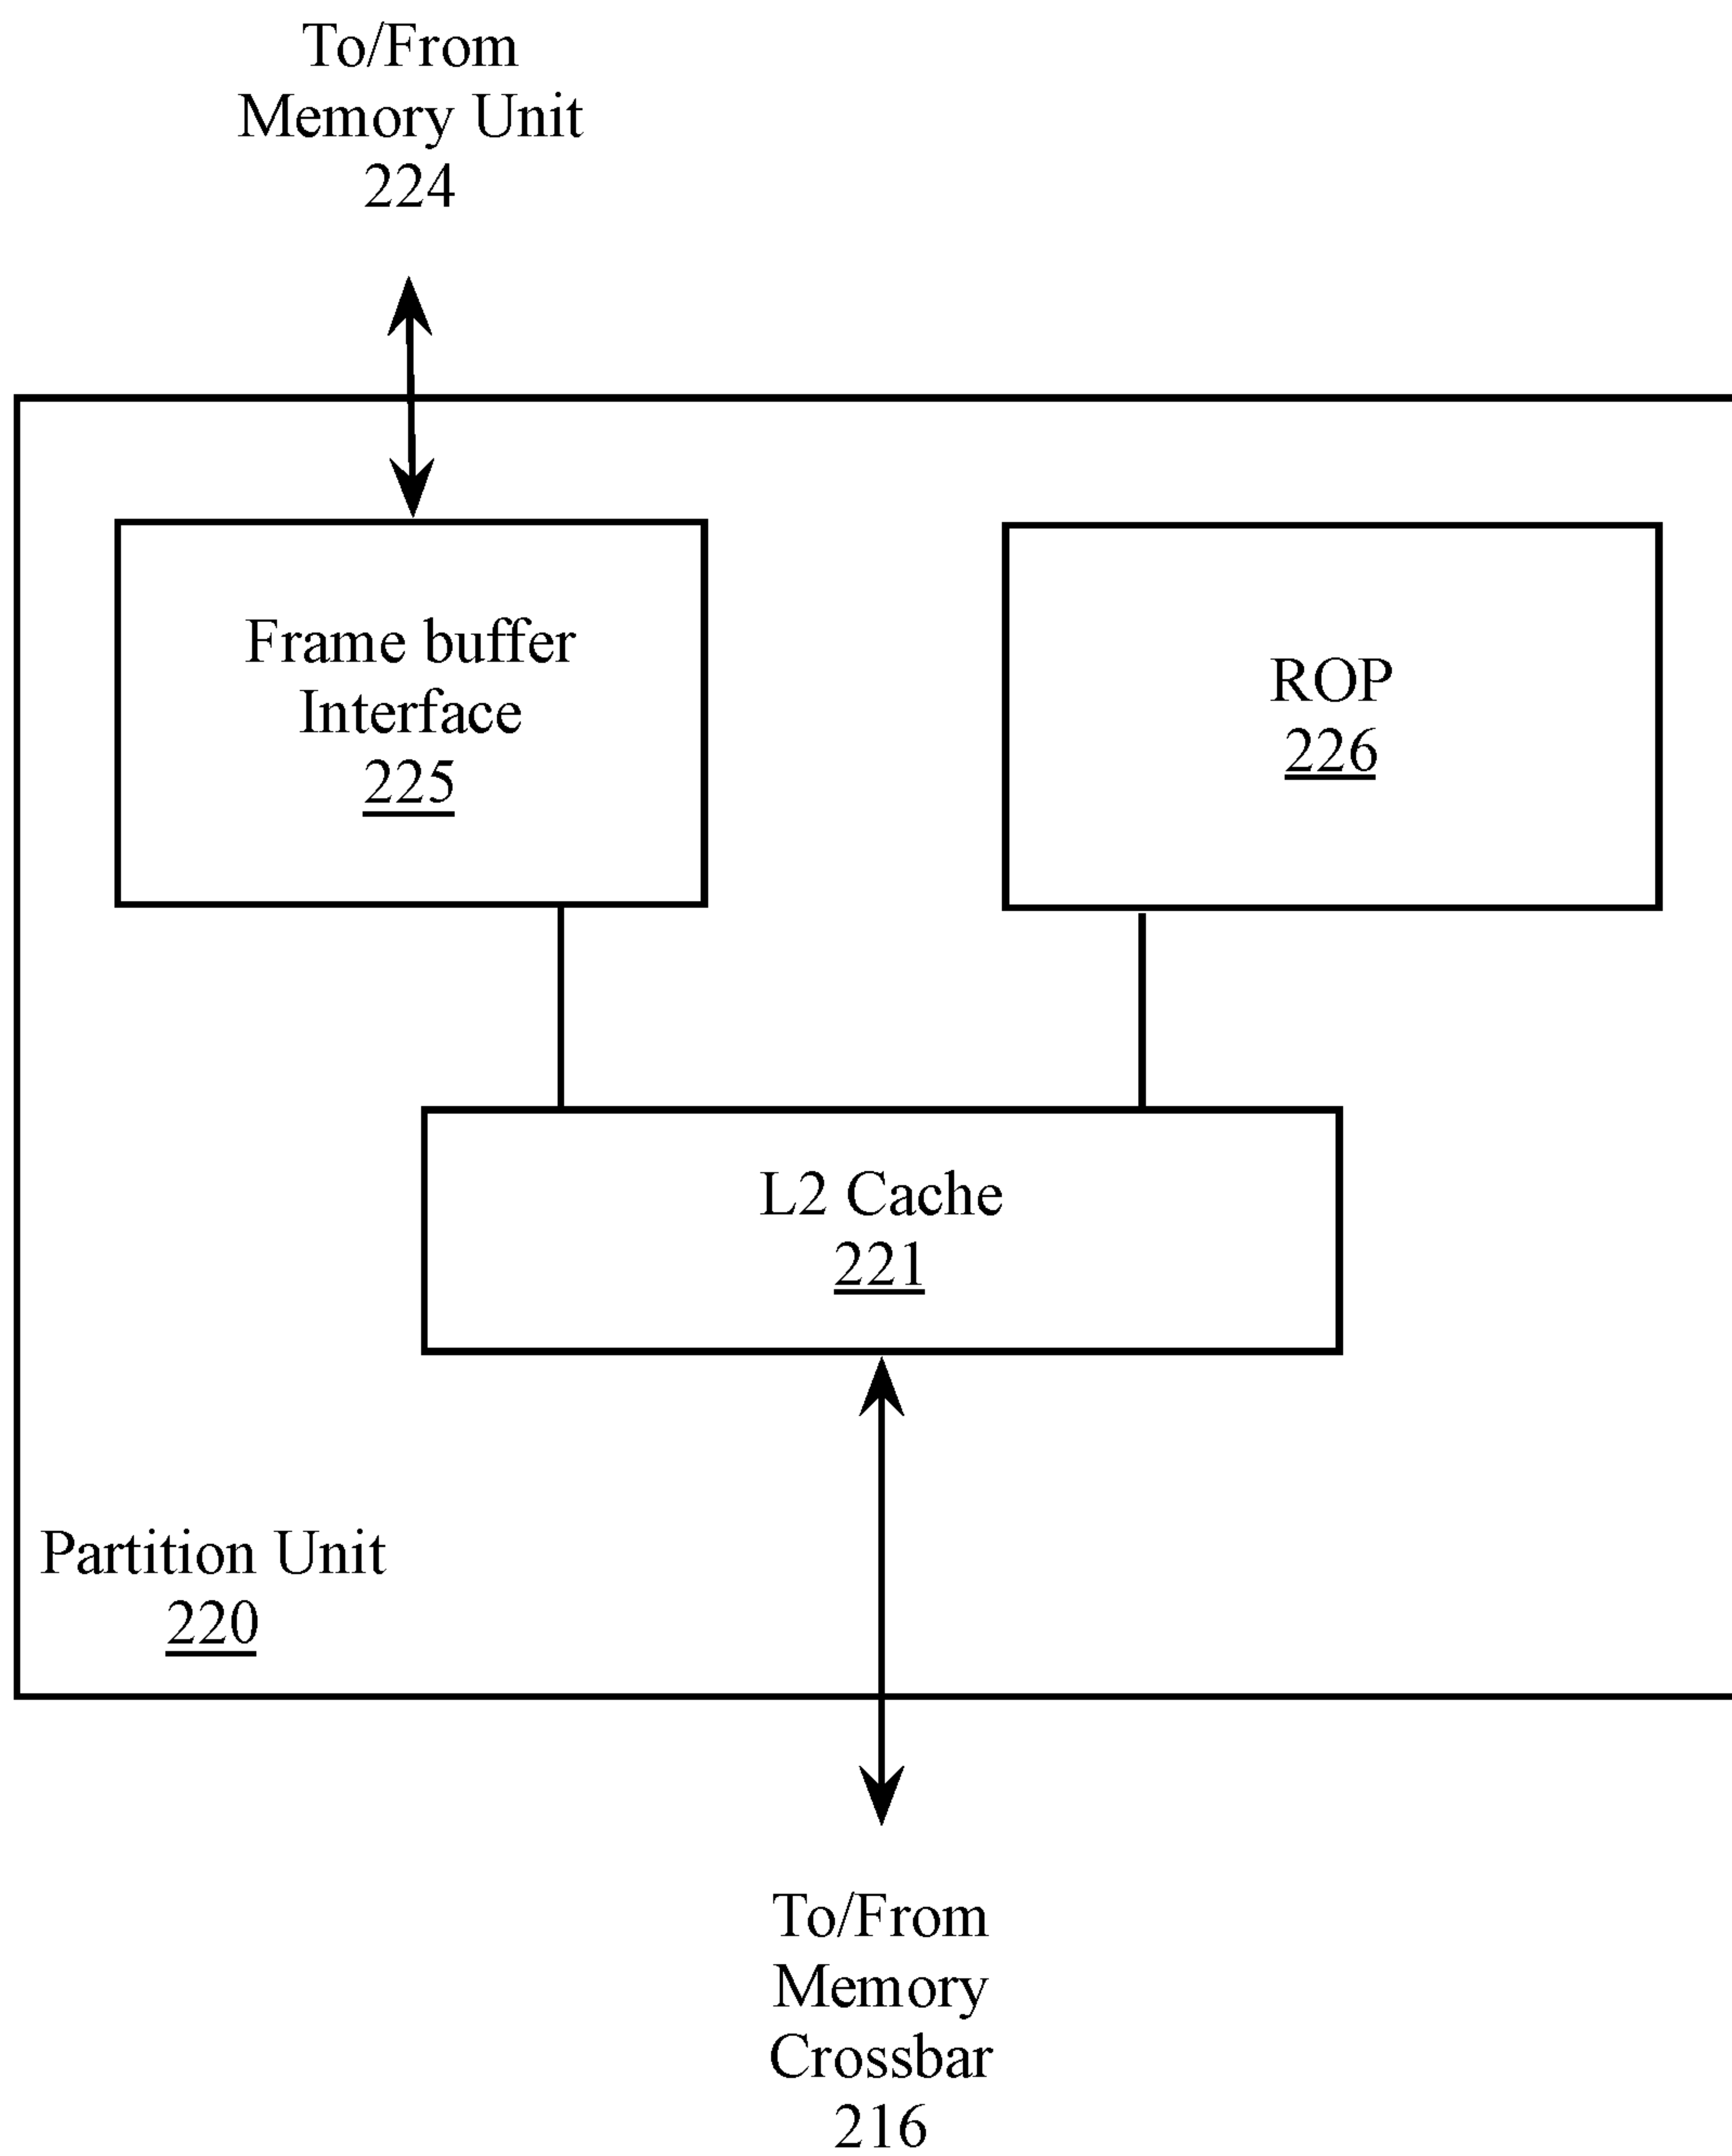 To/From
Memory Unit
224
Frame buffer
Interface
225
ROP
226
L2 Cache
221
Partition Unit
220
To/From
Memory
Crossbar
216